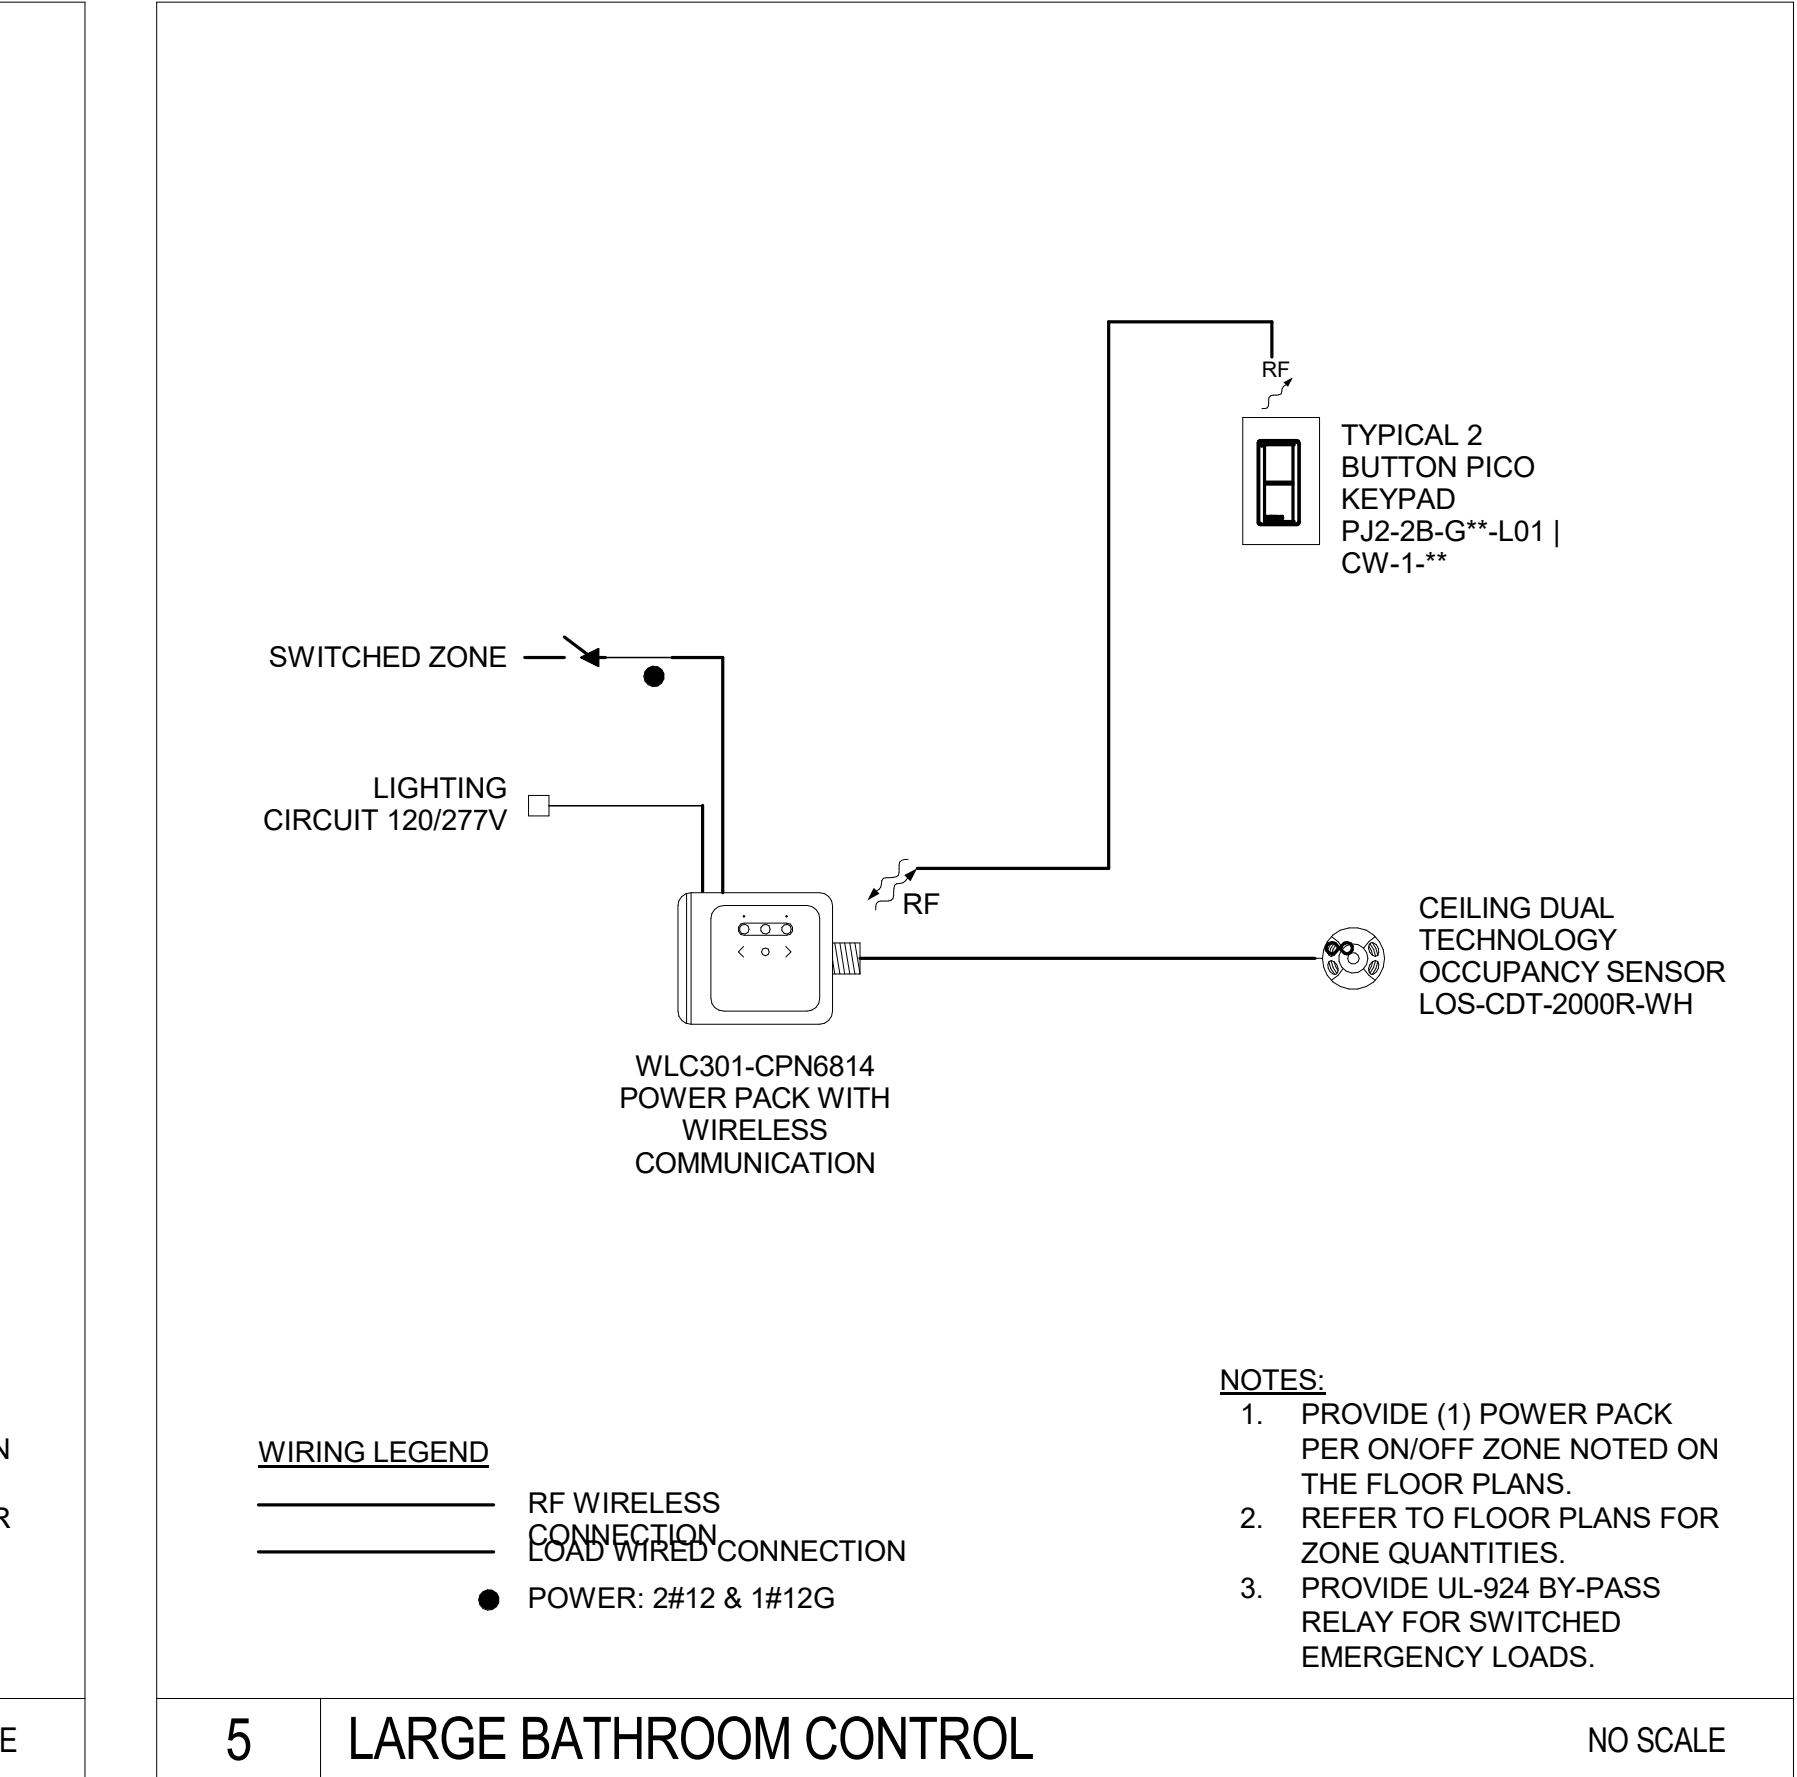 RF
TYPICAL 2
BUTTON PICO
KEYPAD
PJ2-2B-G**-L01 |
CW-1-**
SWITCHED ZONE
LIGHTING
CIRCUIT 120/277V
RF
CEILING DUAL
TECHNOLOGY
OCCUPANCY SENSOR
LOS-CDT-2000R-WH
WLC301-CPN6814
POWER PACK WITH
WIRELESS
COMMUNICATION
WIRING LEGEND
RF WIRELESS
CONNECTION
LOAD WIRED CONNECTION
POWER: 2#12 & 1#12G
NOTES:
1. PROVIDE (1) POWER PACK
PER ON/OFF ZONE NOTED ON
THE FLOOR PLANS.
2. REFER TO FLOOR PLANS FOR
ZONE QUANTITIES.
3. PROVIDE UL-924 BY-PASS
RELAY FOR SWITCHED
EMERGENCY LOADS.
N
R
E
5 LARGE BATHROOM CONTROL NO SCALE